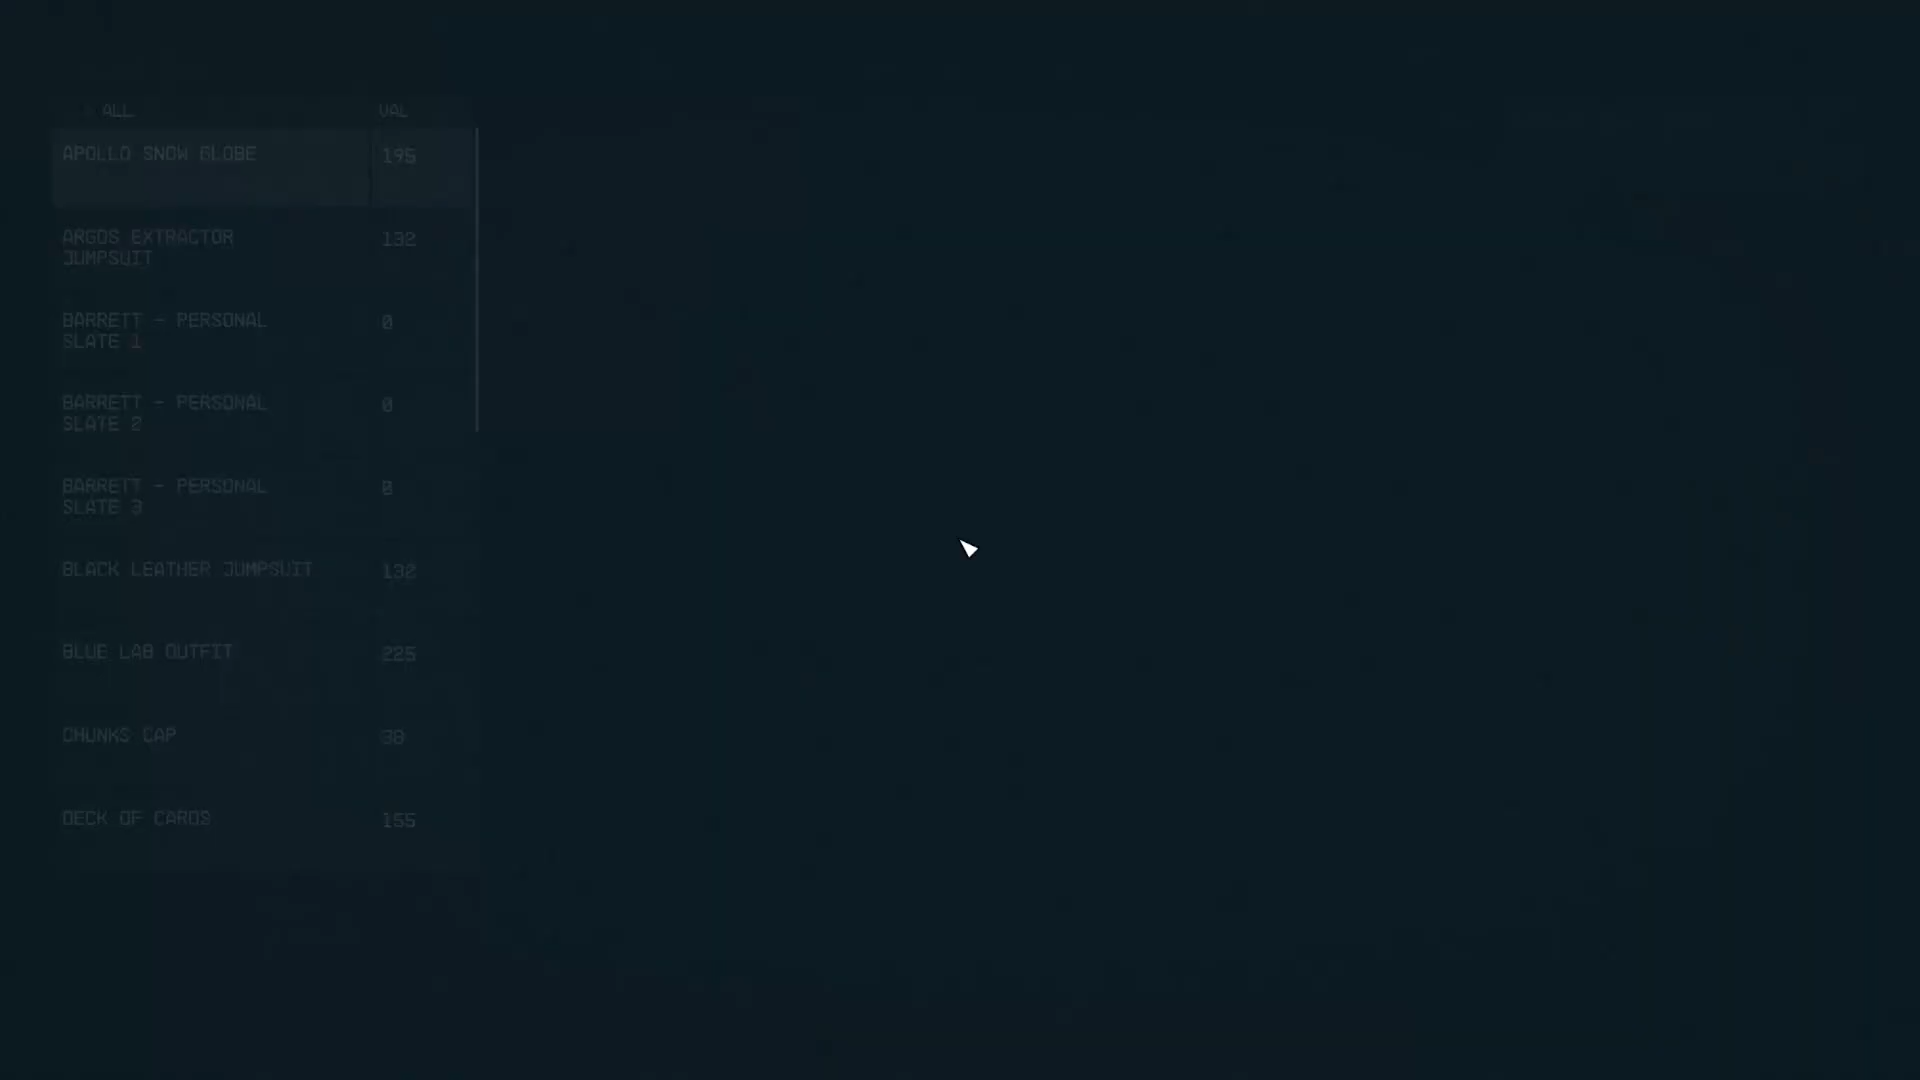 ALL VAL
APOLLO SNOW GLOBE 195
ARGOS EXTRACTOR 132
JUMPSUIT
BARRETT - PERSONAL 0
SLATE 1
BARRETT - PERSONAL 0
SLATE 2
BARRETT - PERSONAL 0
SLATE 3
BLACK LEATHER JUMPSUIT 132
BLUE LAB OUTFIT 225
CHUNKS CAP 38
DECK OF CARDS 155